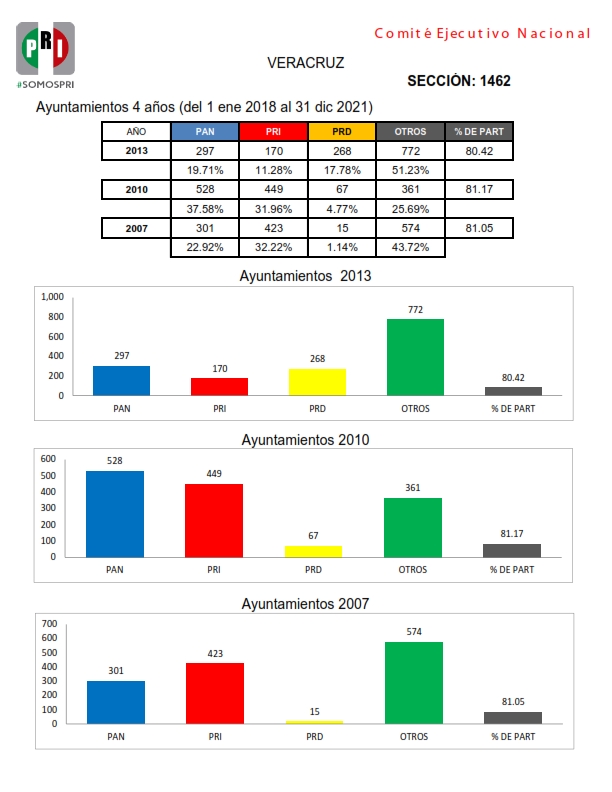 PRI
#SOMOSPRI
Comité Ejecutivo Nacional
VERACRUZ
SECCIÓN: 1462
Ayuntamientos 4 años (del 1 ene 2018 al 31 dic 2021)
AÑO PAN PRI PRD OTROS % DE PART
2013 297 170 268 772 80.42
19.71% 11.28% 17.78% 51.23%
2010 528 449 67 361 81.17
37.58% 31.96% 4.77% 25.69%
2007 301 423 15 574 81.05
22.92% 32.22% 1.14% 43.72%
Ayuntamientos 2013
1,000
800
600
400
200
0
297 170 268 772 80.42
PAN PRI PRD OTROS % DE PART
Ayuntamientos 2010
600
500
400
300
200
100
0
528 449 67 361 81.17
PAN PRI PRD OTROS % DE PART
Ayuntamientos 2007
700
600
500
400
300
200
100
0
301 423 15 574 81.05
PAN PRI PRD OTROS % DE PART